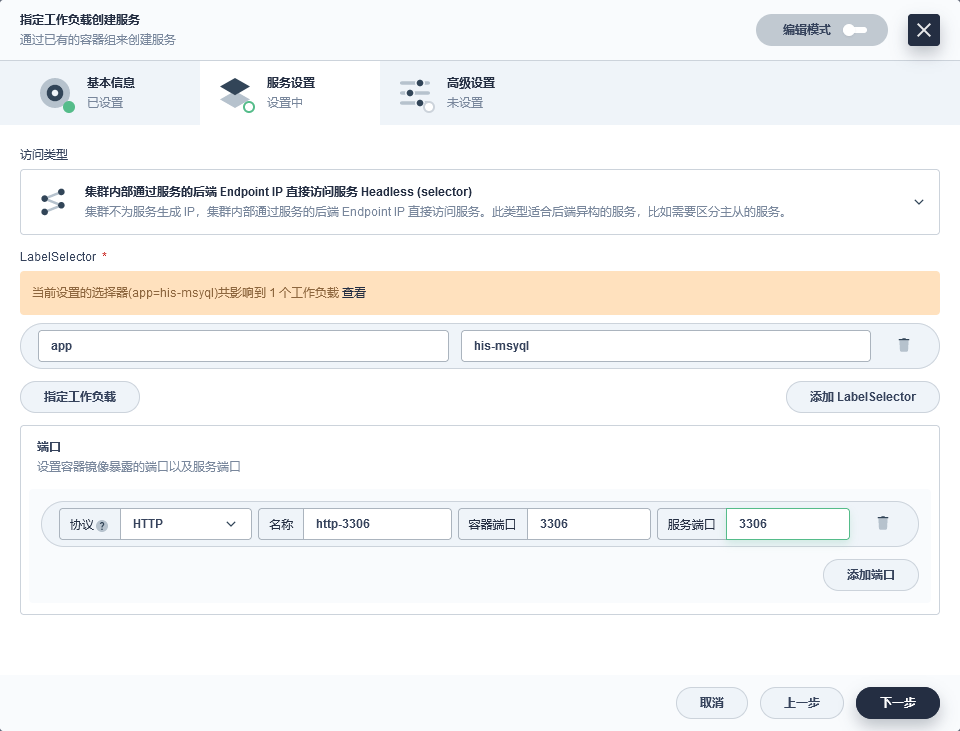 指定工作负载创建服务
通过已有的容器组来创建服务
编辑模式
基本信息
已设置
服务设置
设置中
高级设置
未设置
访问类型
集群内部通过服务的后端 Endpoint IP 直接访问服务 Headless (selector)
集群不为服务生成 IP，集群内部通过服务的后端 Endpoint IP 直接访问服务。此类型适合后端异构的服务，比如需要区分主从的服务。
LabelSelector *
当前设置的选择器(app=his-msyql)共影响到 1 个工作负载 查看
app his-msyql
指定工作负载 添加 LabelSelector
端口
设置容器镜像暴露的端口以及服务端口
协议 ? HTTP 名称 http-3306 容器端口 3306 服务端口 3306
添加端口
取消 上一步 下一步